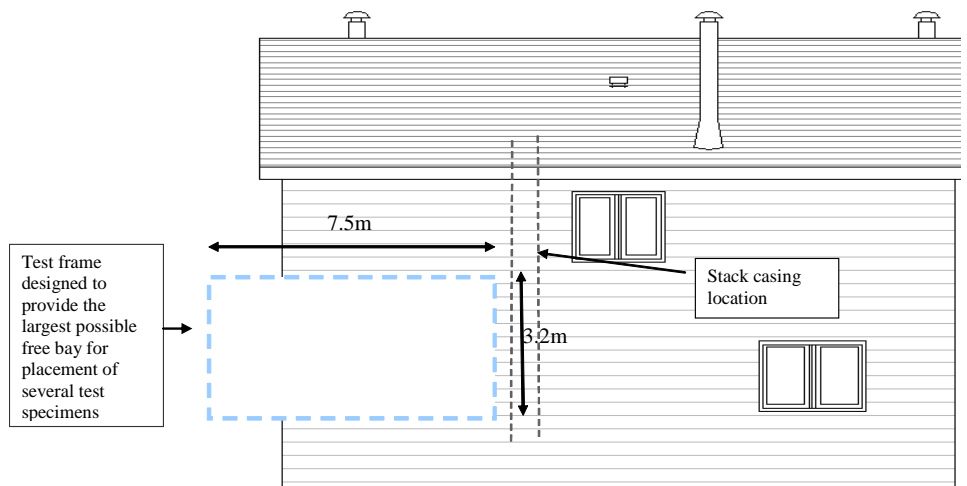 7.5m
Test frame
designed to
provide the
largest possible
free bay for
placement of
several test
specimens
Stack casing
location
3.2m